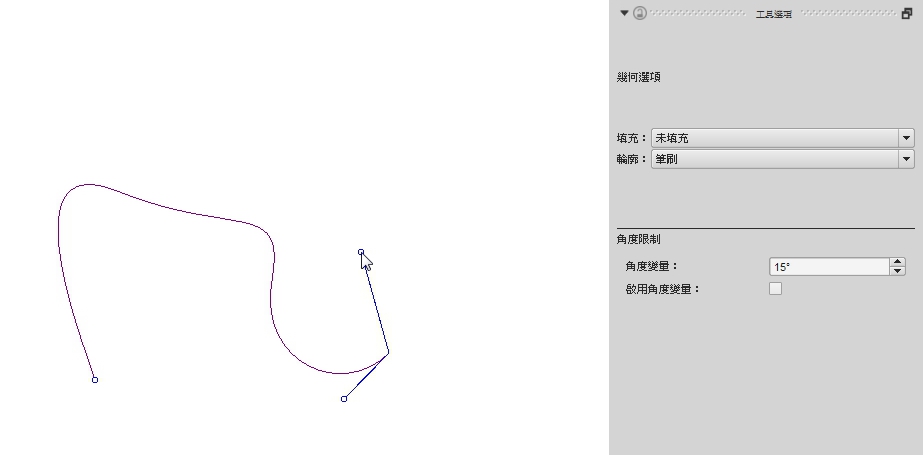 工具選項
幾何選項
填充：未填充
輪廓：筆刷
角度限制
角度變量：15°
啟用角度變量：